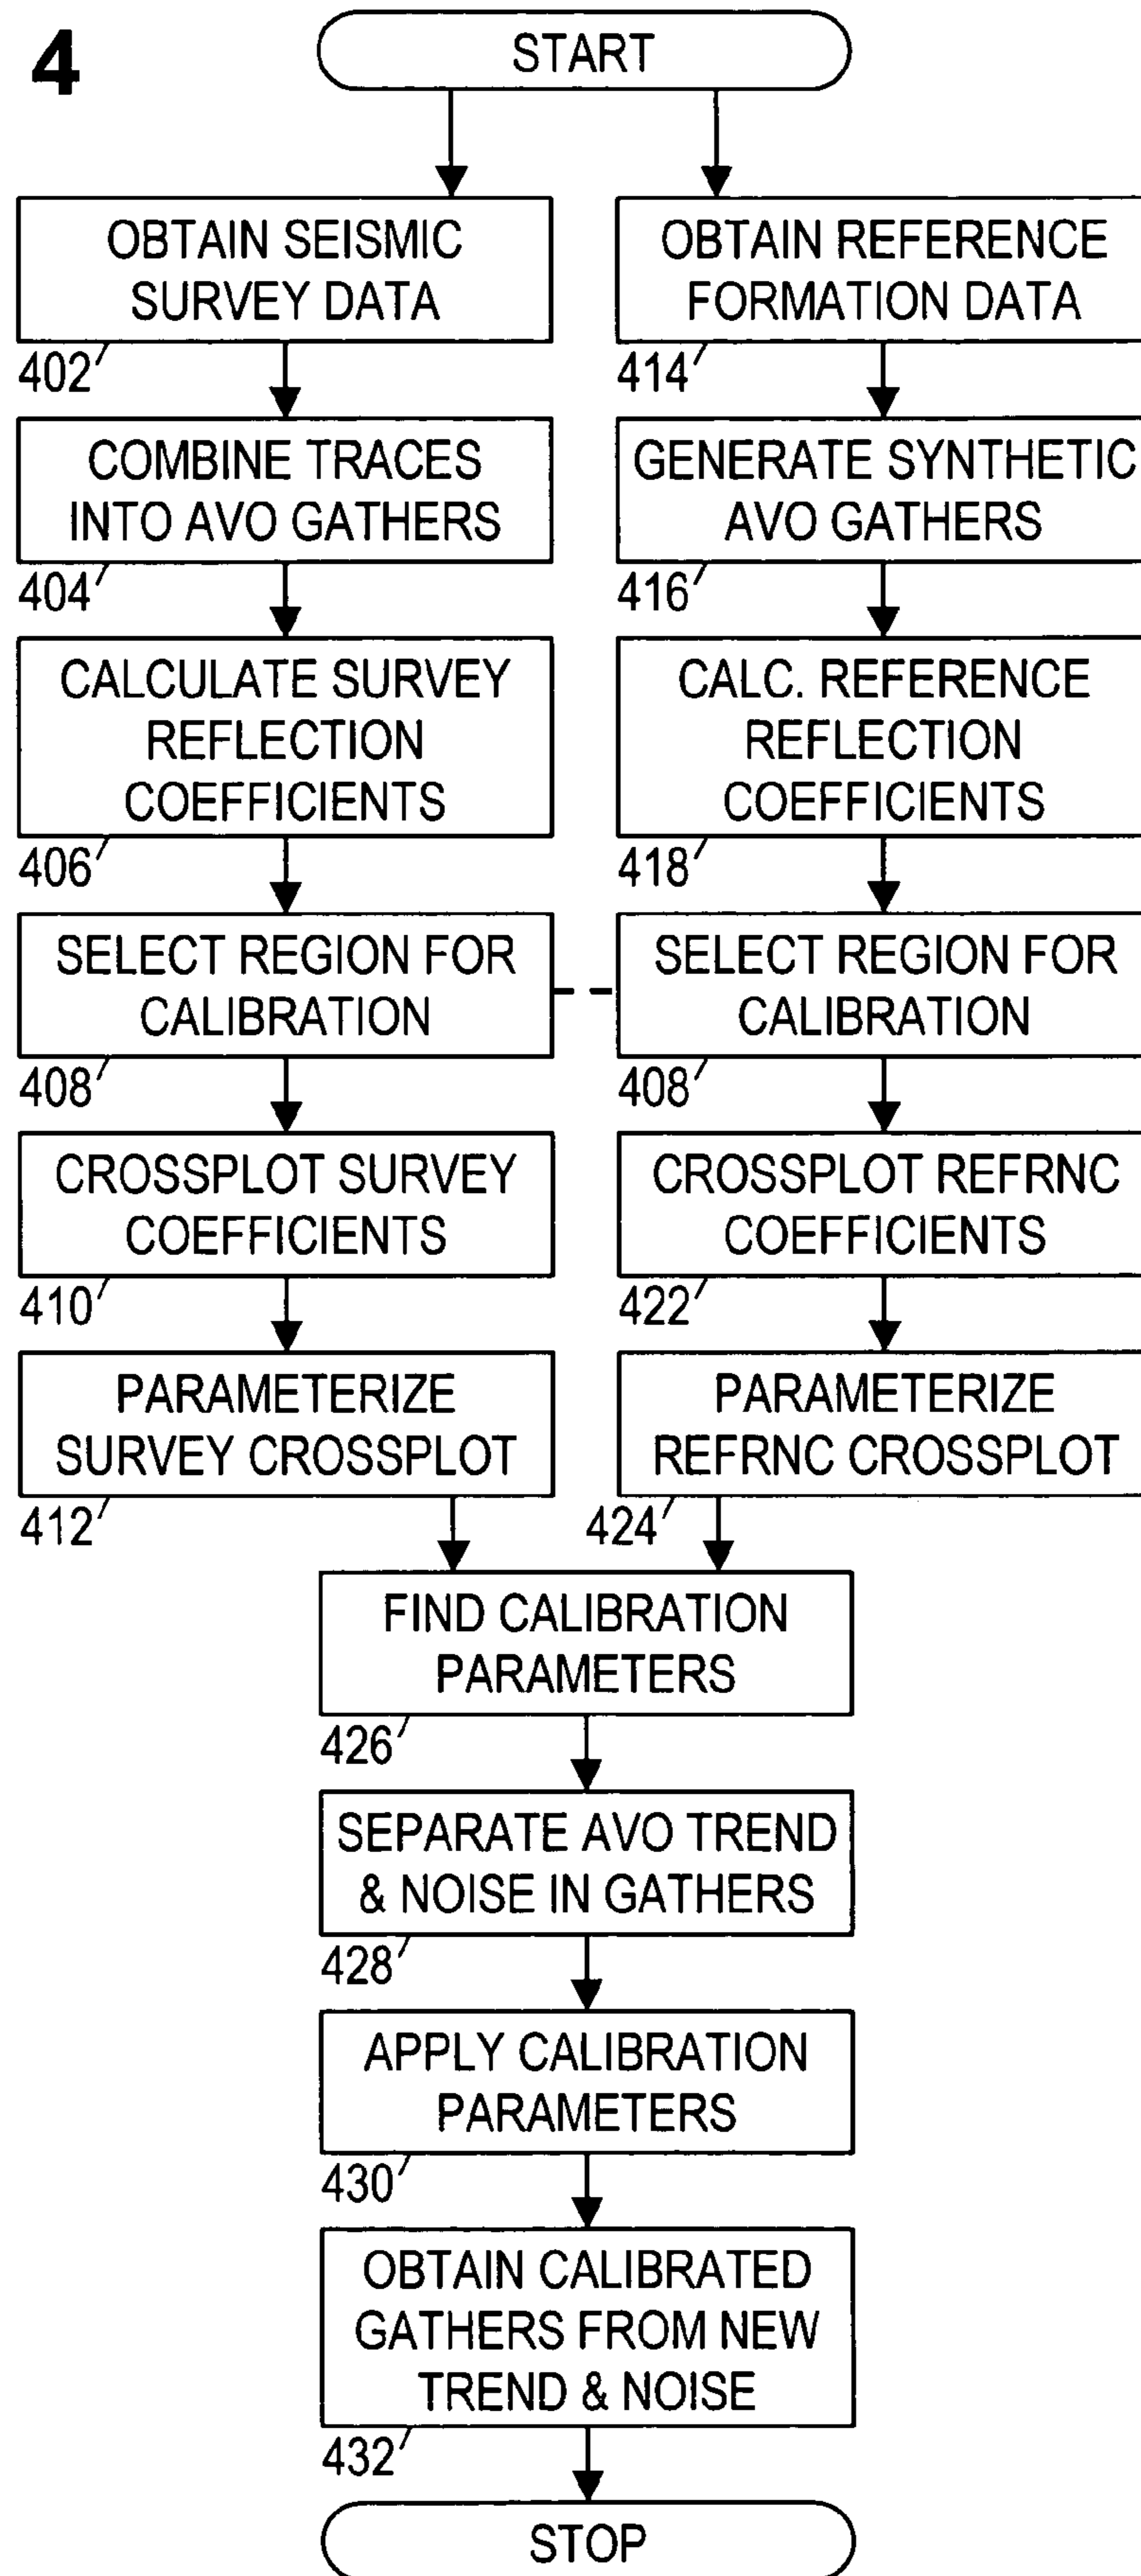 4
START
OBTAIN SEISMIC
SURVEY DATA
402
OBTAIN REFERENCE
FORMATION DATA
414
COMBINE TRACES
INTO AVO GATHERS
404
GENERATE SYNTHETIC
AVO GATHERS
416
CALCULATE SURVEY
REFLECTION
COEFFICIENTS
406
CALC. REFERENCE
REFLECTION
COEFFICIENTS
418
SELECT REGION FOR
CALIBRATION
408
SELECT REGION FOR
CALIBRATION
408
CROSSPLOT SURVEY
COEFFICIENTS
410
CROSSPLOT REFRNC
COEFFICIENTS
422
PARAMETERIZE
SURVEY CROSSPLOT
412
PARAMETERIZE
REFRNC CROSSPLOT
424
FIND CALIBRATION
PARAMETERS
426
SEPARATE AVO TREND
& NOISE IN GATHERS
428
APPLY CALIBRATION
PARAMETERS
430
OBTAIN CALIBRATED
GATHERS FROM NEW
TREND & NOISE
432
STOP